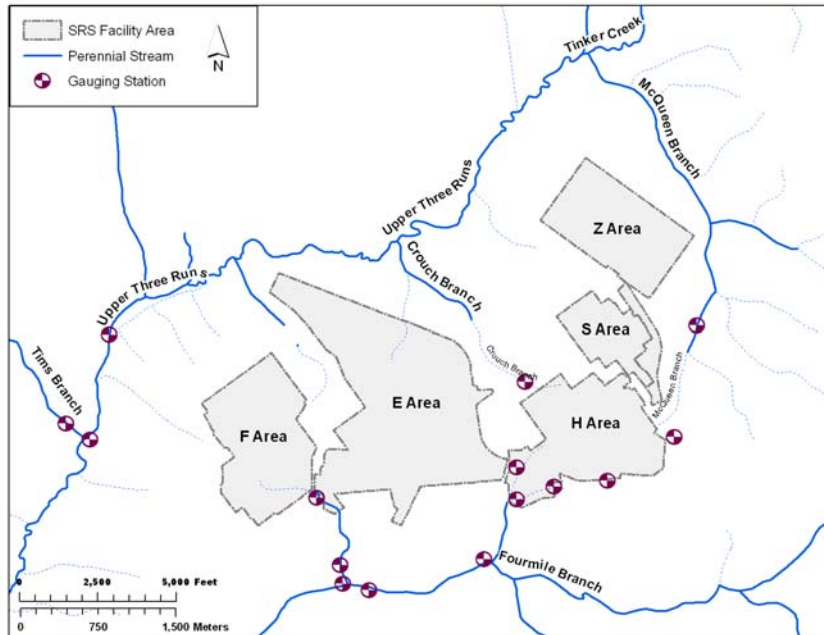 SRS Facility Area
Perennial Stream
Gauging Station
N
Tinker Creek
McQueen Branch
Upper Three Runs
Z Area
Crouch Branch
Upper Three Runs
S Area
Crouch Branch
McQueen Branch
Tims Branch
E Area
H Area
F Area
Fourmile Branch
0 2,500 5,000 Feet
0 750 1,500 Meters